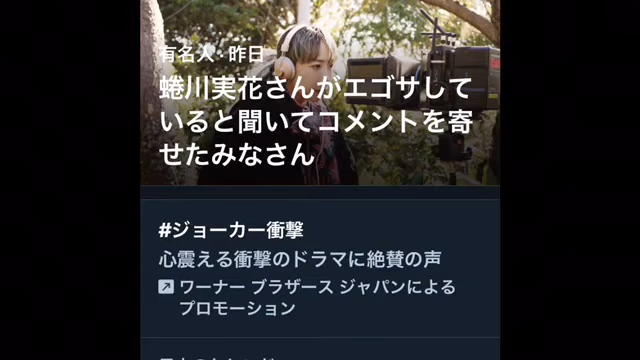 有名人・昨日
蜷川実花さんがエゴサして
いると聞いてコメントを寄
せたみなさん
#ジョーカー衝撃
心震える衝撃のドラマに絶賛の声
ワーナー ブラザース ジャパンによる
プロモーション